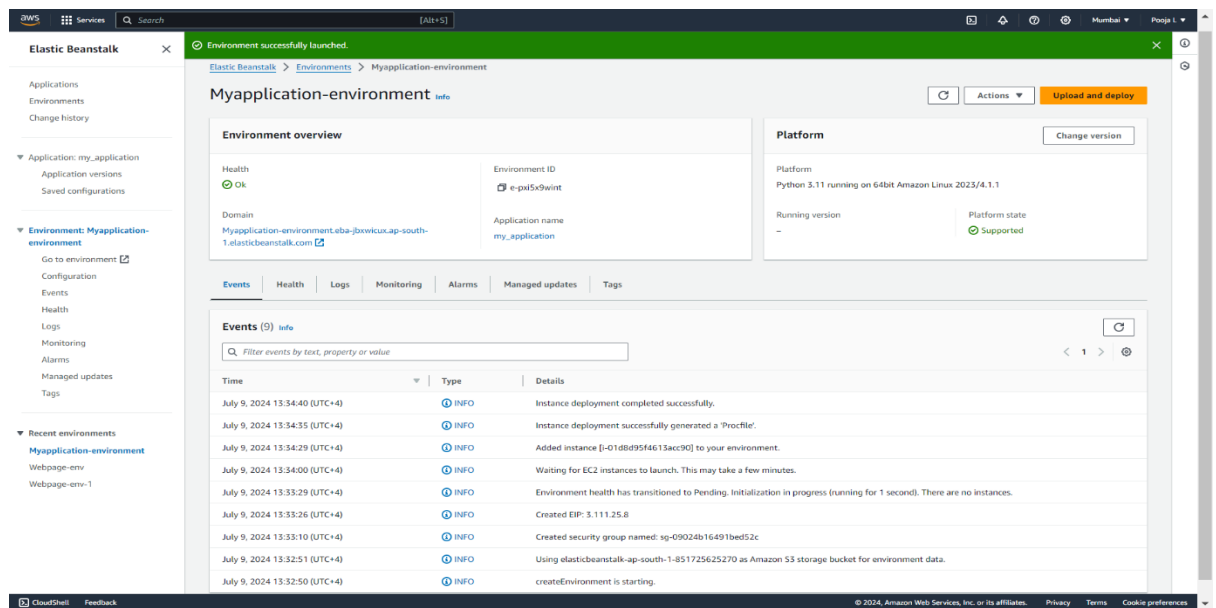 aws Services Search [Alt+S] Mumbai ▼ Pooja L ▼
Elastic Beanstalk
Applications
Environments
Change history
Application: my_application
Application versions
Saved configurations
Environment: Myapplication-
environment
Go to environment
Configuration
Events
Health
Logs
Monitoring
Alarms
Managed updates
Tags
Recent environments
Myapplication-environment
Webpage-env
Webpage-env-1
Environment successfully launched.
Elastic Beanstalk > Environments > Myapplication-environment
Myapplication-environment Info
Actions ▼ Upload and deploy
Environment overview
Health
Ok
Domain
Myapplication-environment.eba-jbxwicux.ap-south-
1.elasticbeanstalk.com
Environment ID
e-pxi5x9wint
Application name
my_application
Platform Change version
Platform
Python 3.11 running on 64bit Amazon Linux 2023/4.1.1
Running version
–
Platform state
Supported
Events Health Logs Monitoring Alarms Managed updates Tags
Events (9) Info
Filter events by text, property or value
< 1 >
Time Type Details
July 9, 2024 13:34:40 (UTC+4) INFO Instance deployment completed successfully.
July 9, 2024 13:34:35 (UTC+4) INFO Instance deployment successfully generated a 'Procfile'.
July 9, 2024 13:34:29 (UTC+4) INFO Added instance [i-01d8d95f4613acc90] to your environment.
July 9, 2024 13:34:00 (UTC+4) INFO Waiting for EC2 instances to launch. This may take a few minutes.
July 9, 2024 13:33:29 (UTC+4) INFO Environment health has transitioned to Pending. Initialization in progress (running for 1 second). There are no instances.
July 9, 2024 13:33:26 (UTC+4) INFO Created EIP: 3.111.25.8
July 9, 2024 13:33:10 (UTC+4) INFO Created security group named: sg-09024b16491bed52c
July 9, 2024 13:32:51 (UTC+4) INFO Using elasticbeanstalk-ap-south-1-851725625270 as Amazon S3 storage bucket for environment data.
July 9, 2024 13:32:50 (UTC+4) INFO createEnvironment is starting.
CloudShell Feedback © 2024, Amazon Web Services, Inc. or its affiliates. Privacy Terms Cookie preferences